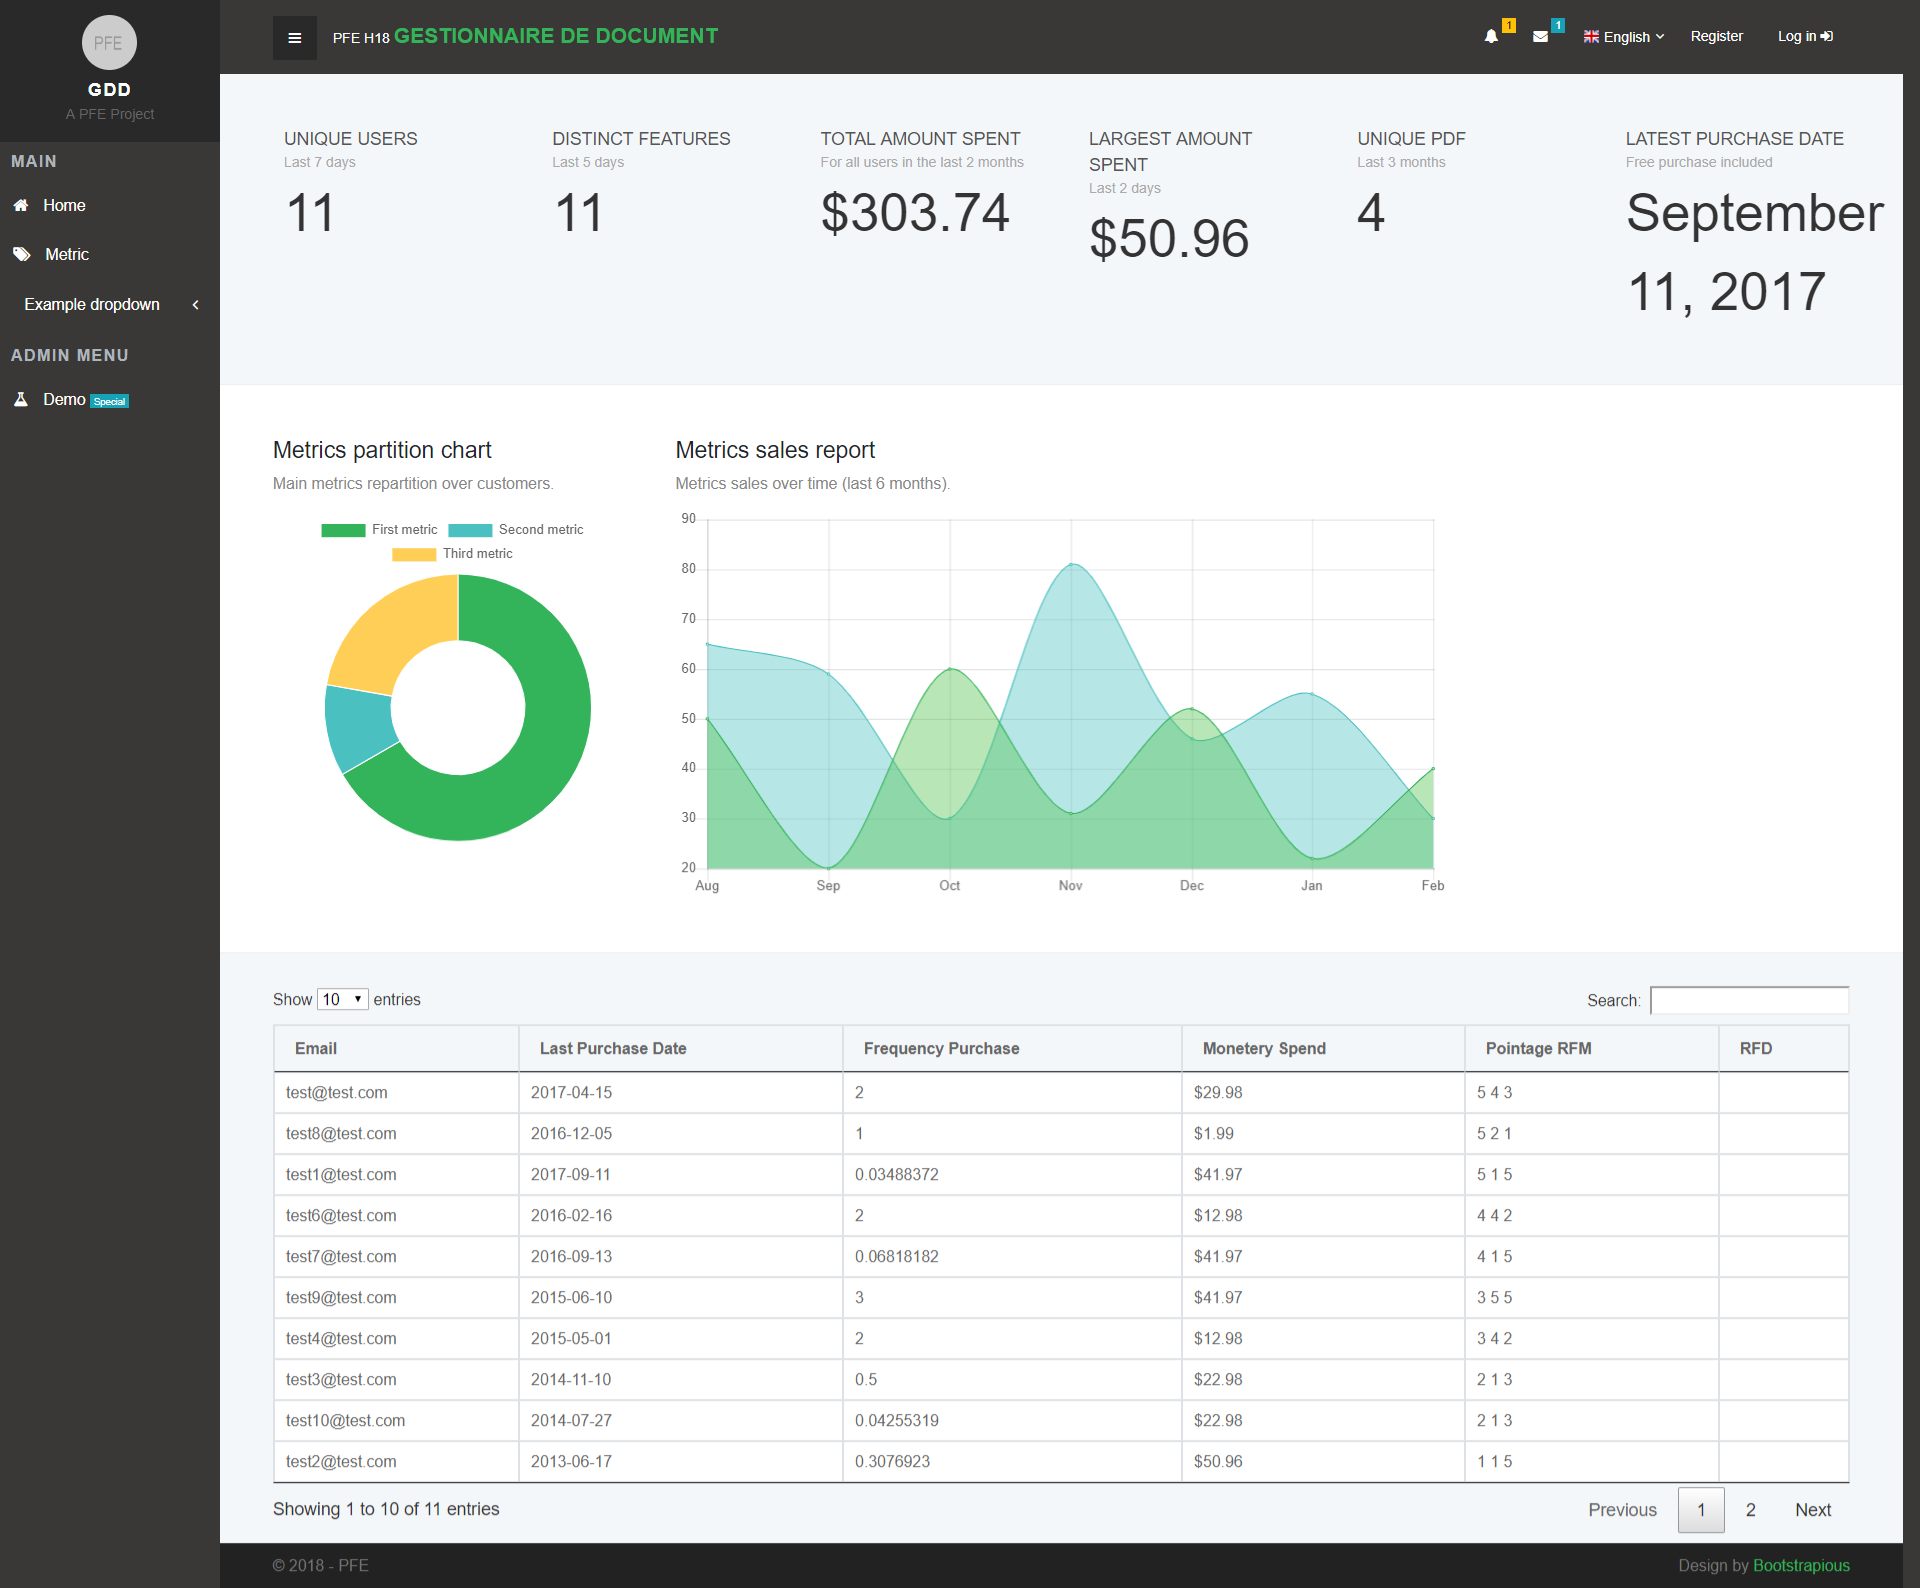 PFE
GDD
A PFE Project
MAIN
Home
Metric
Example dropdown
ADMIN MENU
Demo Special
PFE H18 GESTIONNAIRE DE DOCUMENT
1
1
English
Register
Log in
UNIQUE USERS
Last 7 days
11
DISTINCT FEATURES
Last 5 days
11
TOTAL AMOUNT SPENT
For all users in the last 2 months
$303.74
LARGEST AMOUNT
SPENT
Last 2 days
$50.96
UNIQUE PDF
Last 3 months
4
LATEST PURCHASE DATE
Free purchase included
September
11, 2017
Metrics partition chart
Main metrics repartition over customers.
First metric Second metric
Third metric
Metrics sales report
Metrics sales over time (last 6 months).
90
80
70
60
50
40
30
20
Aug Sep Oct Nov Dec Jan Feb
Show 10 entries
Search:
Email Last Purchase Date Frequency Purchase Monetery Spend Pointage RFM RFD
test@test.com 2017-04-15 2 $29.98 5 4 3
test8@test.com 2016-12-05 1 $1.99 5 2 1
test1@test.com 2017-09-11 0.03488372 $41.97 5 1 5
test6@test.com 2016-02-16 2 $12.98 4 4 2
test7@test.com 2016-09-13 0.06818182 $41.97 4 1 5
test9@test.com 2015-06-10 3 $41.97 3 5 5
test4@test.com 2015-05-01 2 $12.98 3 4 2
test3@test.com 2014-11-10 0.5 $22.98 2 1 3
test10@test.com 2014-07-27 0.04255319 $22.98 2 1 3
test2@test.com 2013-06-17 0.3076923 $50.96 1 1 5
Showing 1 to 10 of 11 entries
Previous 1 2 Next
© 2018 - PFE
Design by Bootstrapious